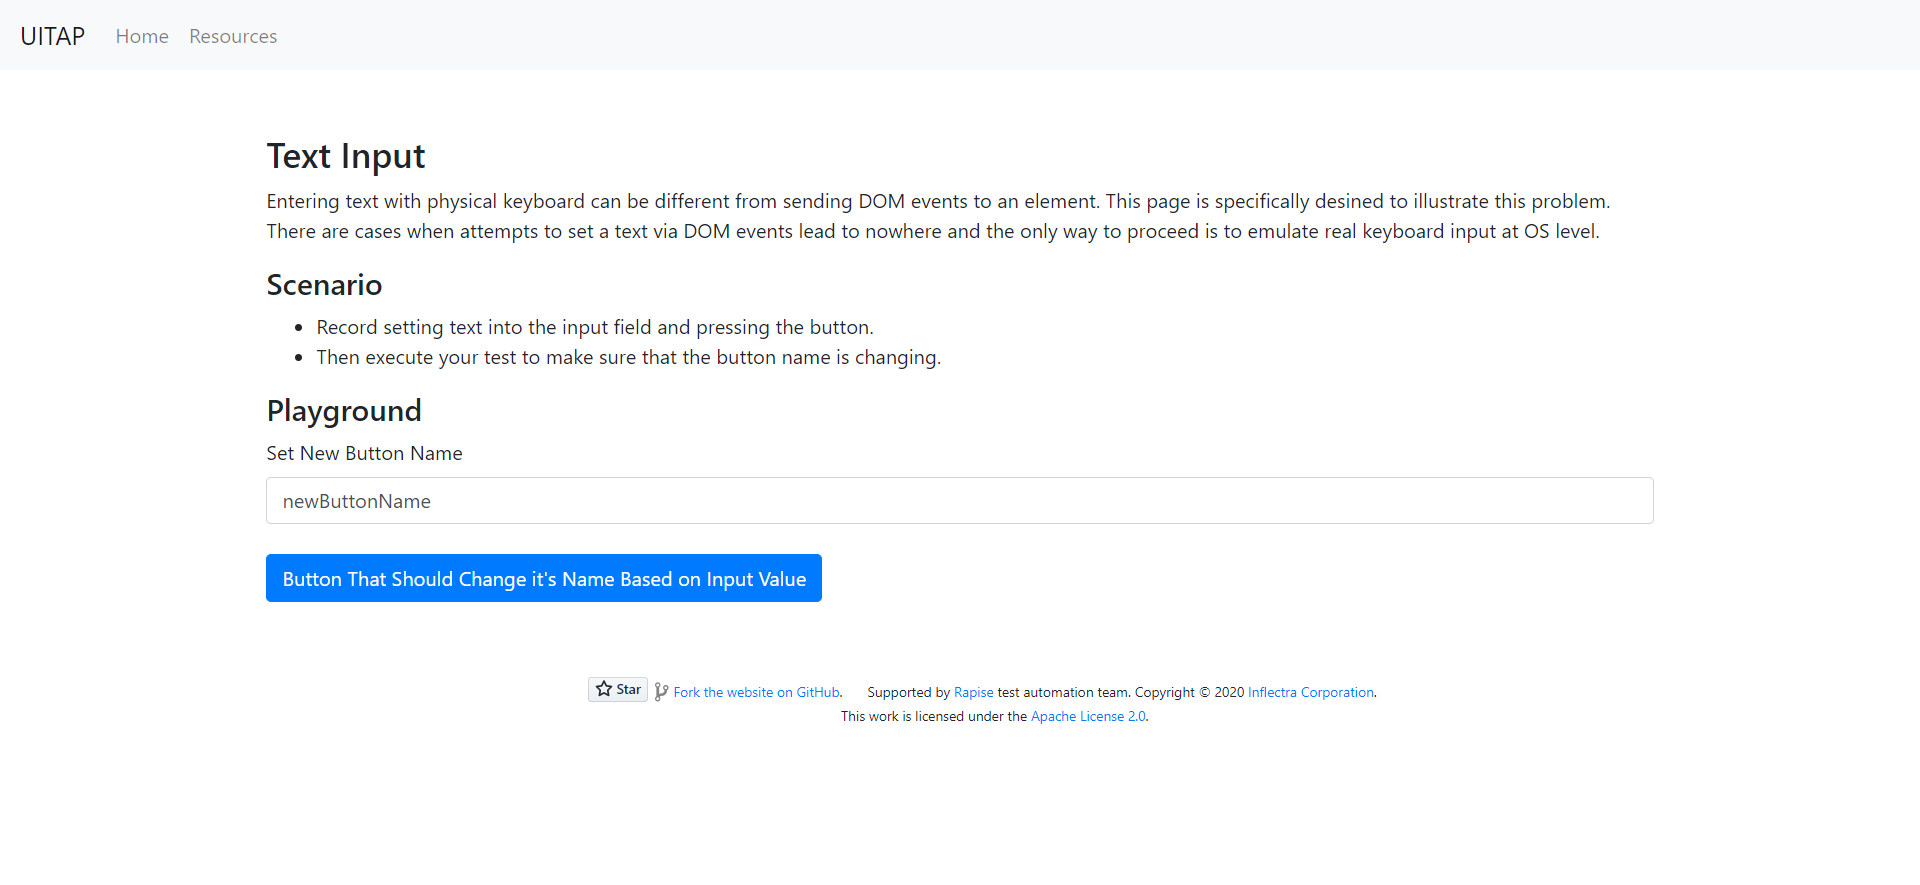 UITAP Home Resources
Text Input
Entering text with physical keyboard can be different from sending DOM events to an element. This page is specifically desined to illustrate this problem.
There are cases when attempts to set a text via DOM events lead to nowhere and the only way to proceed is to emulate real keyboard input at OS level.
Scenario
• Record setting text into the input field and pressing the button.
• Then execute your test to make sure that the button name is changing.
Playground
Set New Button Name
newButtonName
Button That Should Change it's Name Based on Input Value
Star Fork the website on GitHub. Supported by Rapise test automation team. Copyright © 2020 Inflectra Corporation.
This work is licensed under the Apache License 2.0.